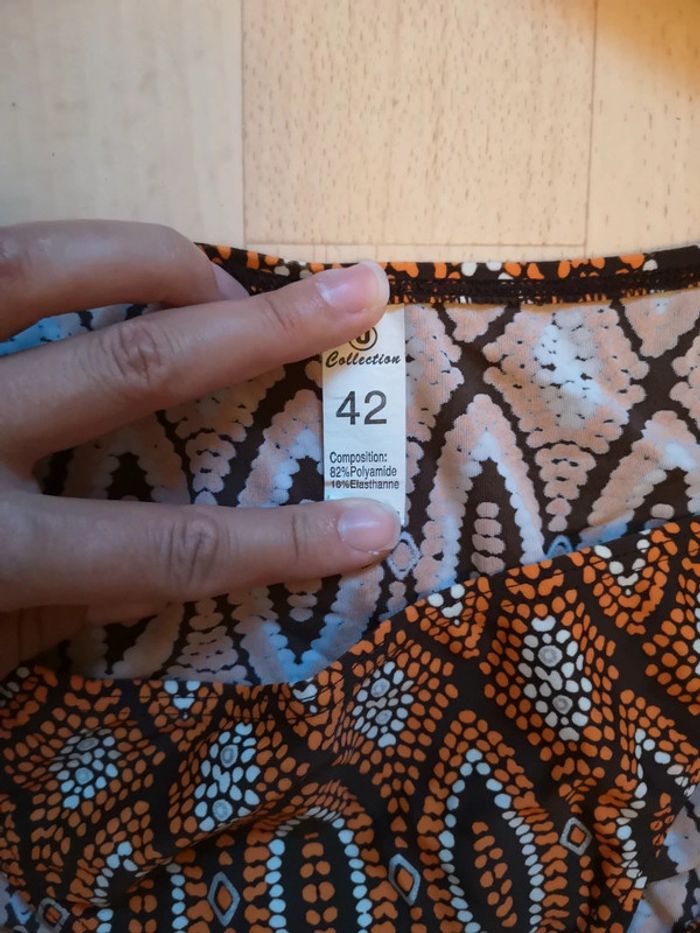 Collection
42
Composition:
82%Polyamide
18%Elasthanne